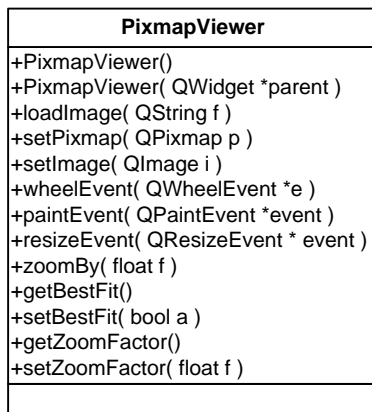 PixmapViewer
+PixmapViewer()
+PixmapViewer( QWidget *parent )
+loadImage( QString f )
+setPixmap( QPixmap p )
+setImage( QImage i )
+wheelEvent( QWheelEvent *e )
+paintEvent( QPaintEvent *event )
+resizeEvent( QResizeEvent * event )
+zoomBy( float f )
+getBestFit()
+setBestFit( bool a )
+getZoomFactor()
+setZoomFactor( float f )